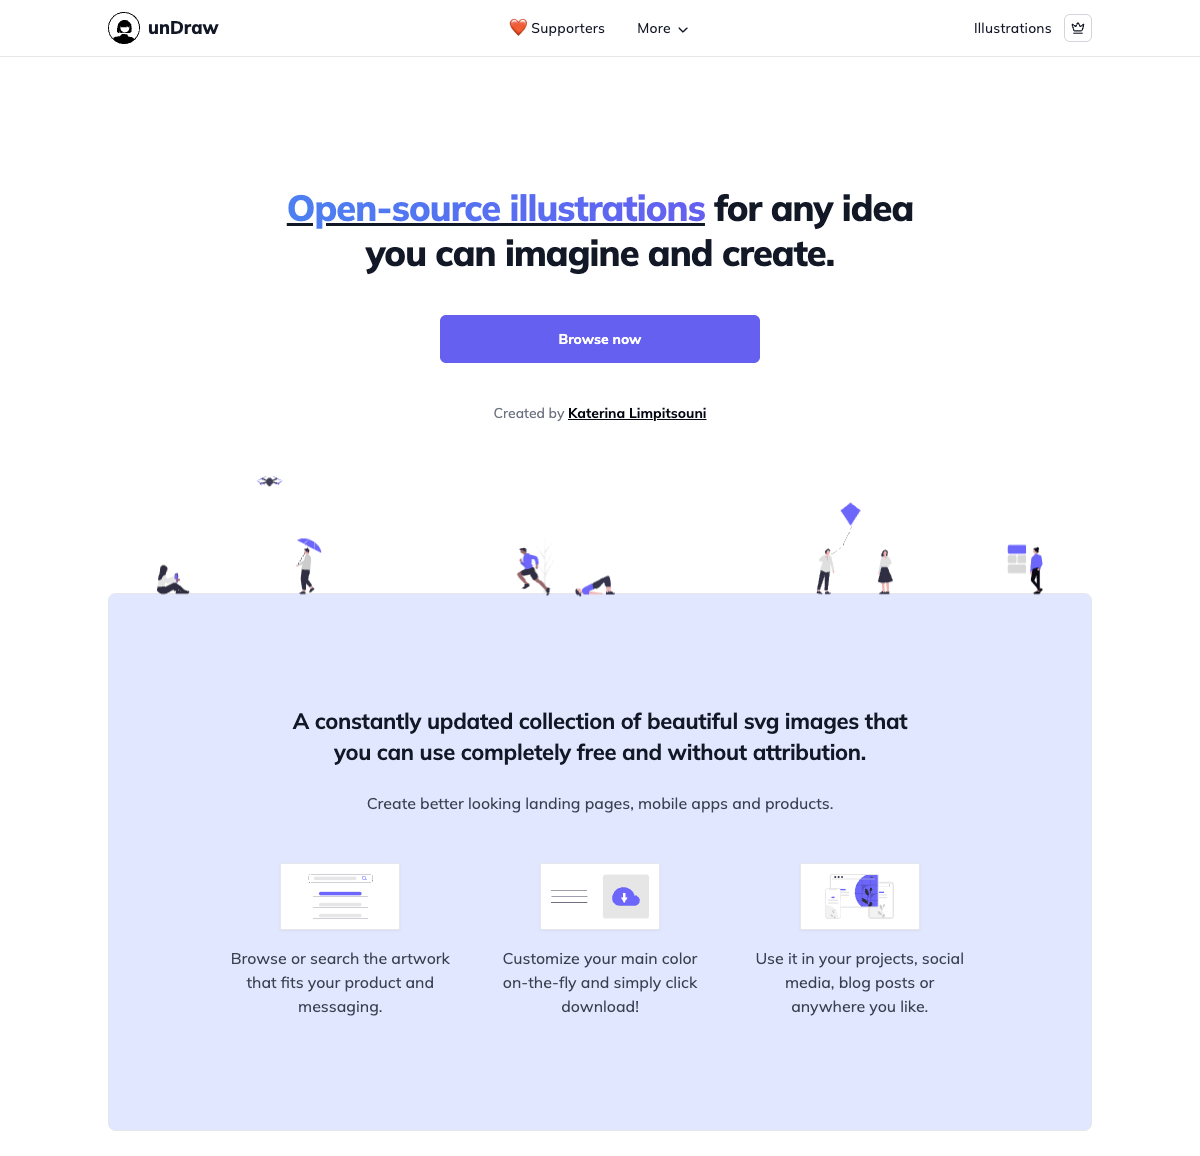 unDraw
❤️ Supporters
More
Illustrations
Open-source illustrations for any idea
you can imagine and create.
Browse now
Created by Katerina Limpitsouni
A constantly updated collection of beautiful svg images that
you can use completely free and without attribution.
Create better looking landing pages, mobile apps and products.
Browse or search the artwork
that fits your product and
messaging.
Customize your main color
on-the-fly and simply click
download!
Use it in your projects, social
media, blog posts or
anywhere you like.